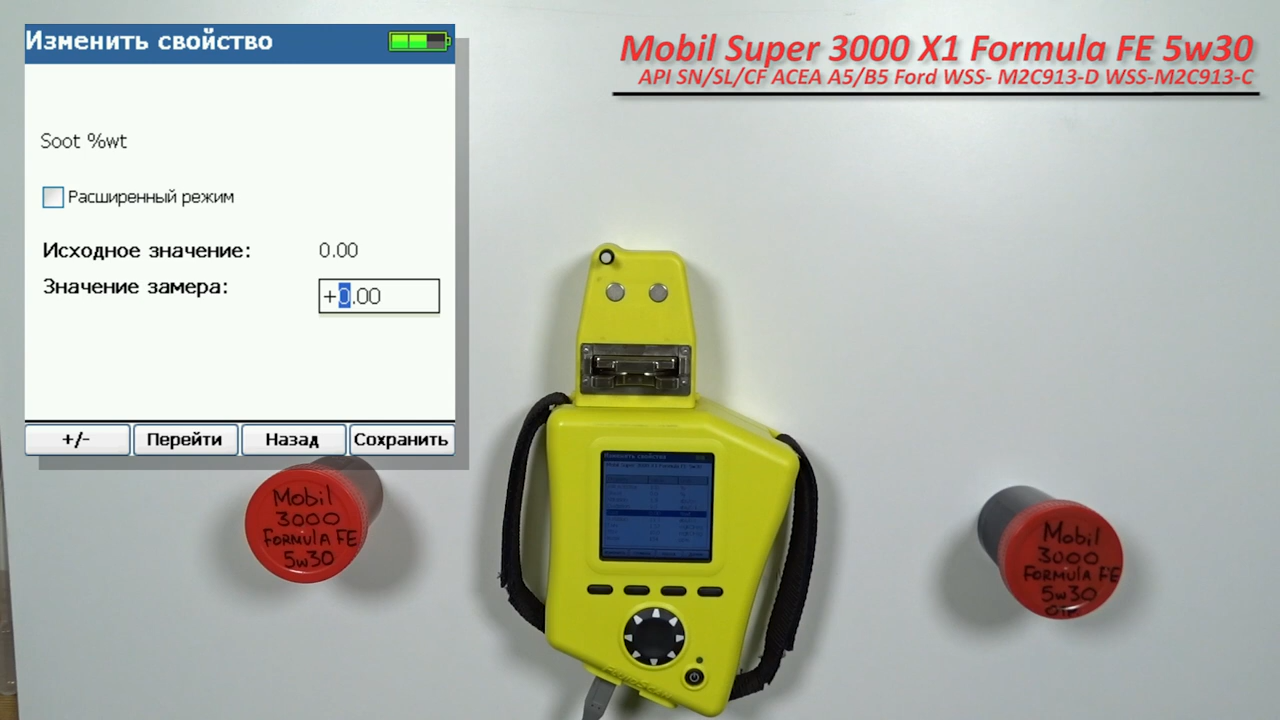 Изменить свойство
Soot %wt
Расширенный режим
Исходное значение: 0.00
Значение замера: +0.00
+/- Перейти Назад Сохранить
Mobil Super 3000 X1 Formula FE 5w30
API SN/SL/CF ACEA A5/B5 Ford WSS- M2C913-D WSS-M2C913-C
Изменить свойство
Mobil
3000
FORMULA FE
5w30
Mobil
3000
FORMULA FE
5w30